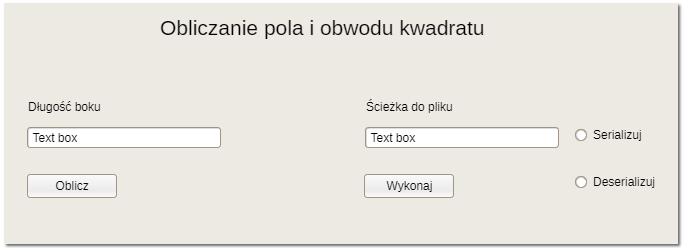 Obliczanie pola i obwodu kwadratu
Długość boku
Ścieżka do pliku
Text box
Text box
Serializuj
Oblicz
Wykonaj
Deserializuj